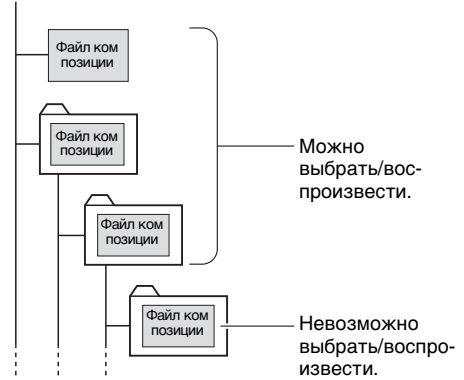 Файл ком
позиции
Файл ком
позиции
Можно
выбрать/вос-
произвести.
Файл ком
позиции
Файл ком
позиции
Невозможно
выбрать/воспро-
извести.